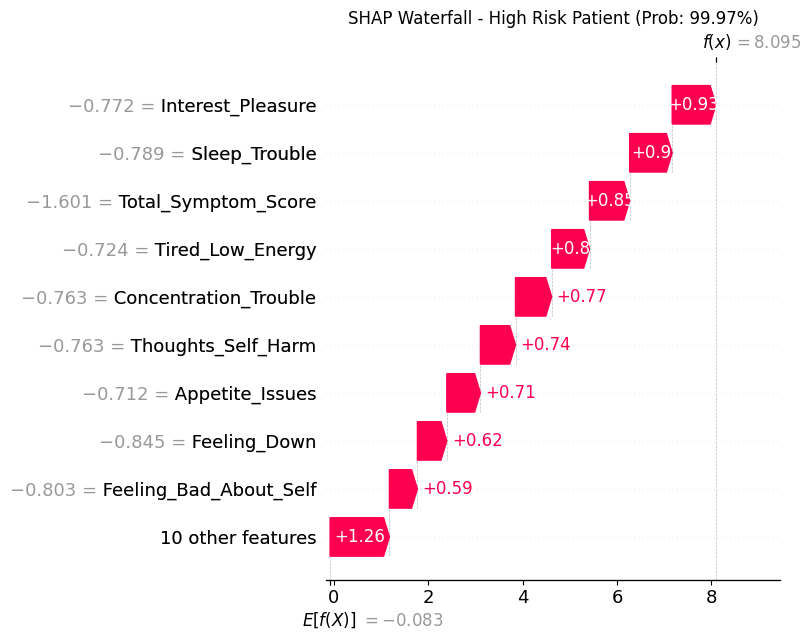 SHAP Waterfall - High Risk Patient (Prob: 99.97%)
f(x) = 8.095
−0.772 = Interest_Pleasure +0.93
−0.789 = Sleep_Trouble +0.9
−1.601 = Total_Symptom_Score +0.85
−0.724 = Tired_Low_Energy +0.8
−0.763 = Concentration_Trouble +0.77
−0.763 = Thoughts_Self_Harm +0.74
−0.712 = Appetite_Issues +0.71
−0.845 = Feeling_Down +0.62
−0.803 = Feeling_Bad_About_Self +0.59
10 other features +1.26
0 2 4 6 8
E[f(X)] = −0.083